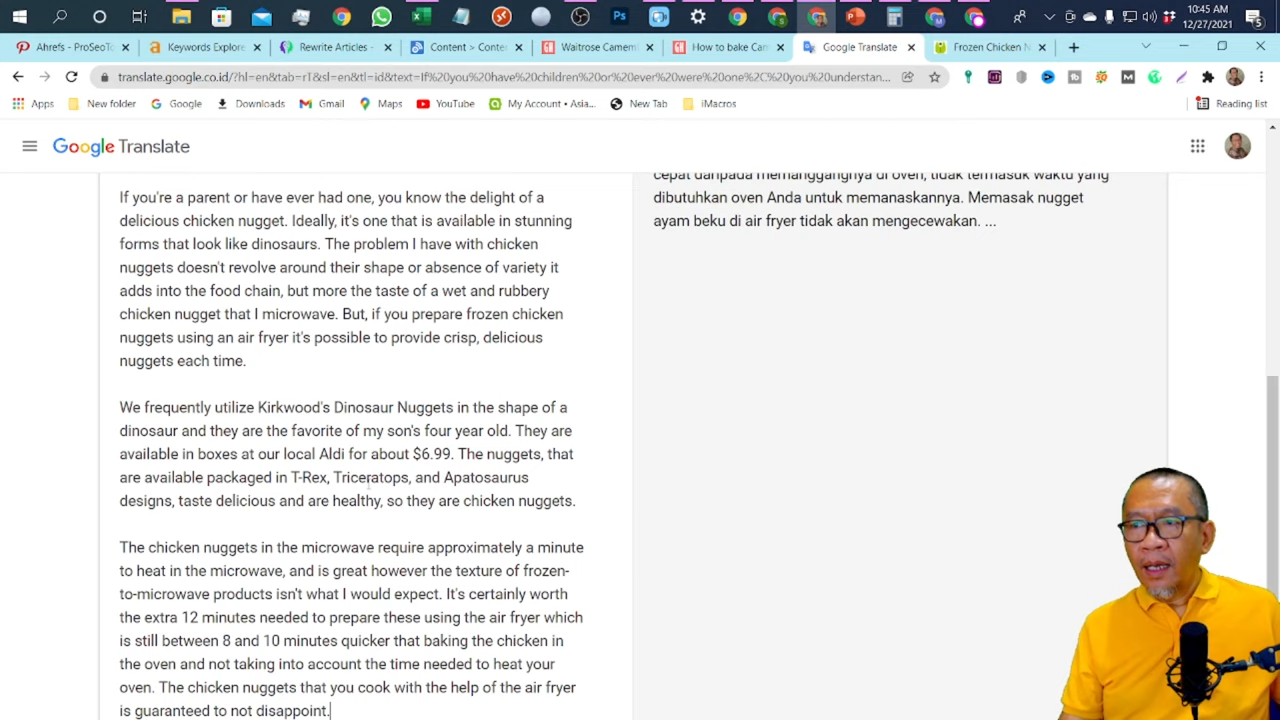 10:45 AM
12/27/2021
5
Ahrefs - ProSeoTo
Keywords Explore
Rewrite Articles -
Content > Conte
Waitrose Camem
How to bake Cam
Google Translate
Frozen Chicken N
translate.google.co.id/?hl=en&tab=rT&sl=en&tl=id&text=If%20you%20have%20children%20or%20ever%20were%20one%2C%20you%20understan...
Apps
New folder
Google
Downloads
Gmail
Maps
YouTube
My Account • Asia...
New Tab
iMacros
Reading list
Google Translate
If you're a parent or have ever had one, you know the delight of a
delicious chicken nugget. Ideally, it's one that is available in stunning
forms that look like dinosaurs. The problem I have with chicken
nuggets doesn't revolve around their shape or absence of variety it
adds into the food chain, but more the taste of a wet and rubbery
chicken nugget that I microwave. But, if you prepare frozen chicken
nuggets using an air fryer it's possible to provide crisp, delicious
nuggets each time.
We frequently utilize Kirkwood's Dinosaur Nuggets in the shape of a
dinosaur and they are the favorite of my son's four year old. They are
available in boxes at our local Aldi for about $6.99. The nuggets, that
are available packaged in T-Rex, Triceratops, and Apatosaurus
designs, taste delicious and are healthy, so they are chicken nuggets.
The chicken nuggets in the microwave require approximately a minute
to heat in the microwave, and is great however the texture of frozen-
to-microwave products isn't what I would expect. It's certainly worth
the extra 12 minutes needed to prepare these using the air fryer which
is still between 8 and 10 minutes quicker that baking the chicken in
the oven and not taking into account the time needed to heat your
oven. The chicken nuggets that you cook with the help of the air fryer
is guaranteed to not disappoint.
cepat daripada memanggangnya di oven, tidak termasuk waktu yang
dibutuhkan oven Anda untuk memanaskannya. Memasak nugget
ayam beku di air fryer tidak akan mengecewakan. ...